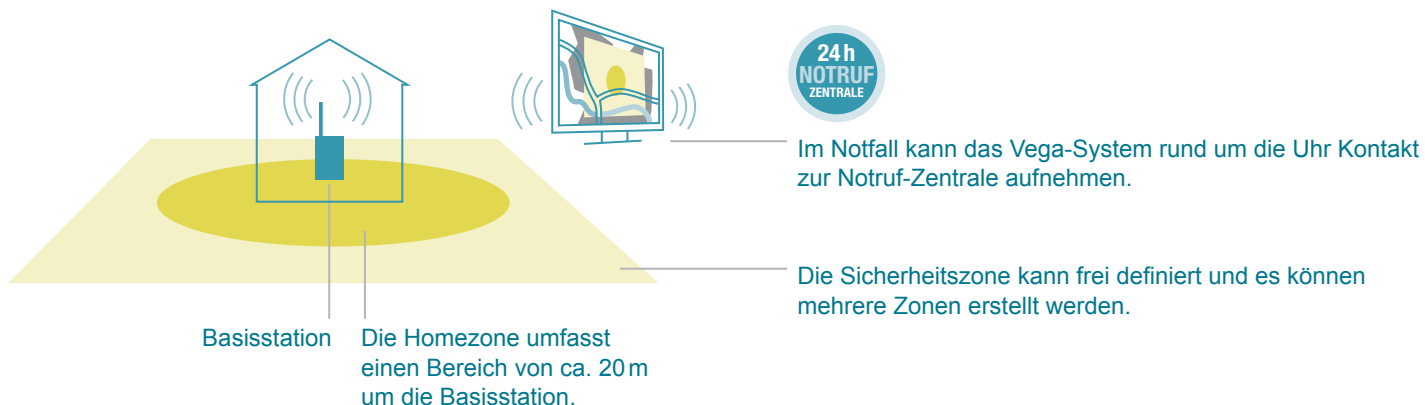 24 h
NOTRUF
ZENTRALE
Im Notfall kann das Vega-System rund um die Uhr Kontakt
zur Notruf-Zentrale aufnehmen.
Die Sicherheitszone kann frei definiert und es können
mehrere Zonen erstellt werden.
Basisstation
Die Homezone umfasst
einen Bereich von ca. 20 m
um die Basisstation.